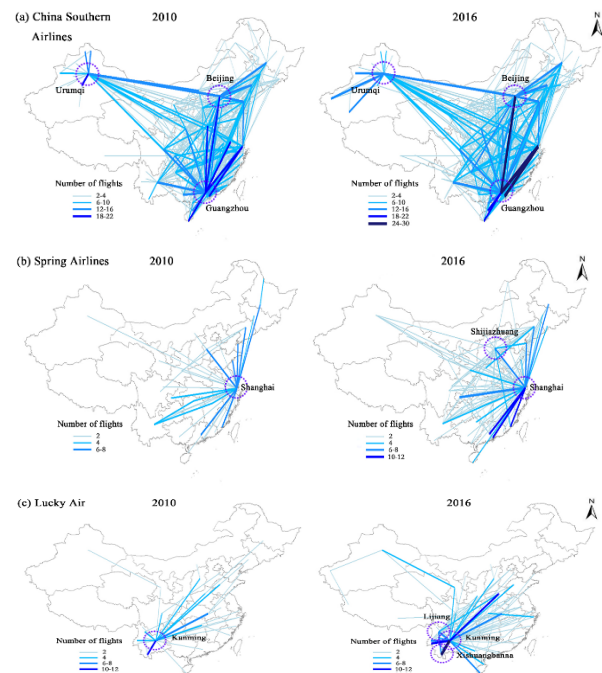 (a) China Southern
Airlines
2010
2016
N
Urumqi
Beijing
Guangzhou
Number of flights
2-4
6-10
12-16
18-22
Urumqi
Beijing
Guangzhou
Number of flights
2-4
6-10
12-16
18-22
24-30
(b) Spring Airlines
2010
2016
N
Shanghai
Number of flights
2
4
6-8
Shijiazhuang
Shanghai
Number of flights
2
4
6-8
10-12
(c) Lucky Air
2010
2016
N
Kunming
Number of flights
2
4
6-8
10-12
Lijiang
Kunming
Xishuangbanna
Number of flights
2
4
6-8
10-12